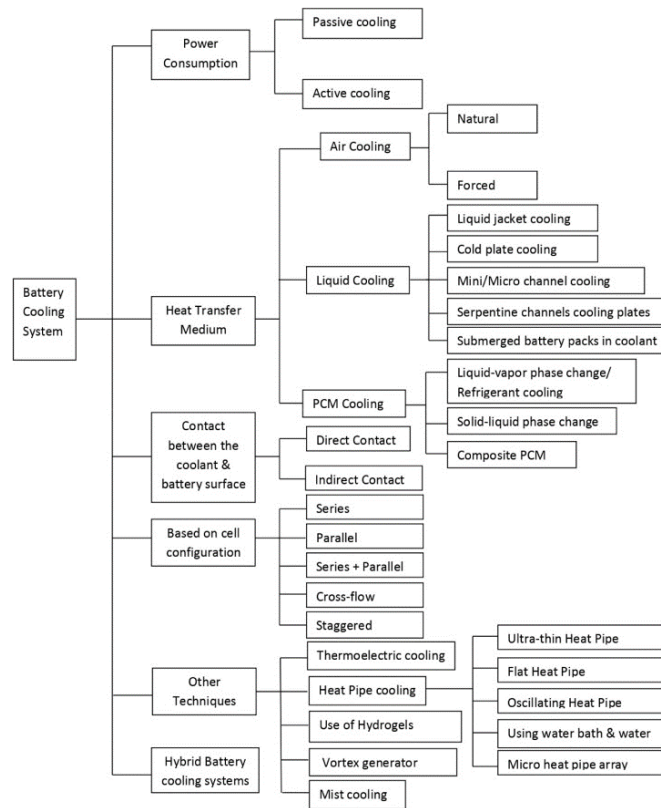 Battery
Cooling
System
Power
Consumption
Passive cooling
Active cooling
Heat Transfer
Medium
Air Cooling
Natural
Forced
Liquid Cooling
Liquid jacket cooling
Cold plate cooling
Mini/Micro channel cooling
Serpentine channels cooling plates
Submerged battery packs in coolant
PCM Cooling
Liquid-vapor phase change/
Refrigerant cooling
Solid-liquid phase change
Composite PCM
Contact
between the
coolant &
battery surface
Direct Contact
Indirect Contact
Based on cell
configuration
Series
Parallel
Series + Parallel
Cross-flow
Staggered
Other
Techniques
Thermoelectric cooling
Heat Pipe cooling
Ultra-thin Heat Pipe
Flat Heat Pipe
Oscillating Heat Pipe
Using water bath & water
Micro heat pipe array
Use of Hydrogels
Vortex generator
Mist cooling
Hybrid Battery
cooling systems